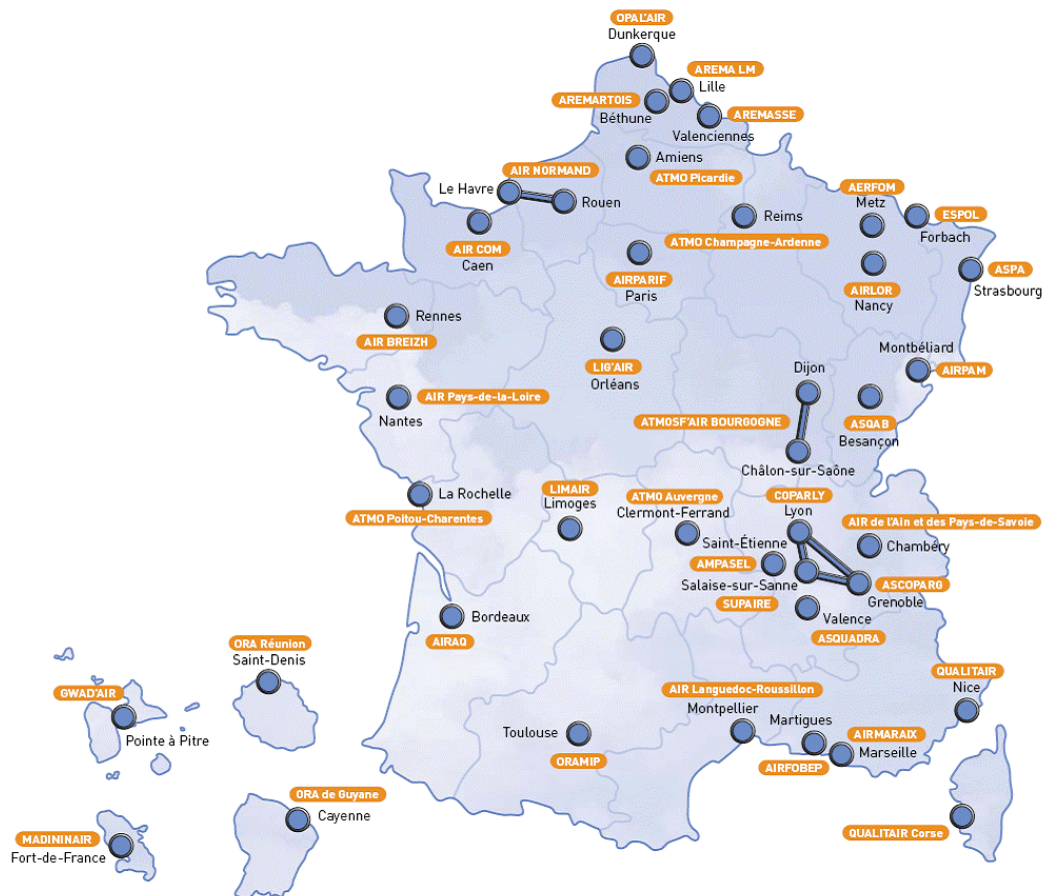 OPAL'AIR
Dunkerque
AREMA LM
Lille
AREMARTOIS
Béthune
AREMASSE
Valenciennes
Amiens
ATMO Picardie
AIR NORMAND
Le Havre
Rouen
AERFOM
Metz
ESPOL
Forbach
Reims
ATMO Champagne-Ardenne
AIR COM
Caen
AIRPARIF
Paris
AIRLOR
Nancy
ASPA
Strasbourg
Rennes
AIR BREIZH
LIG'AIR
Orléans
Montbéliard
AIRPAM
Dijon
AIR Pays-de-la-Loire
Nantes
ATMOSF'AIR BOURGOGNE
ASQAB
Besançon
Châlon-sur-Saône
La Rochelle
ATMO Poitou-Charentes
LIMAIR
Limoges
ATMO Auvergne
Clermont-Ferrand
COPARLY
Lyon
AIR de l'Ain et des Pays-de-Savoie
Chambéry
Saint-Étienne
AMPASEL
Salaise-sur-Sanne
ASCOPARG
Grenoble
SUPAIRE
Valence
ASQUADRA
Bordeaux
AIRAQ
ORA Réunion
Saint-Denis
GWAD'AIR
Pointe à Pitre
QUALITAIR
Nice
AIR Languedoc-Roussillon
Montpellier
Martigues
AIRMARAIX
Marseille
AIRFOBEP
Toulouse
ORAMIP
ORA de Guyane
Cayenne
MADININAIR
Fort-de-France
QUALITAIR Corse